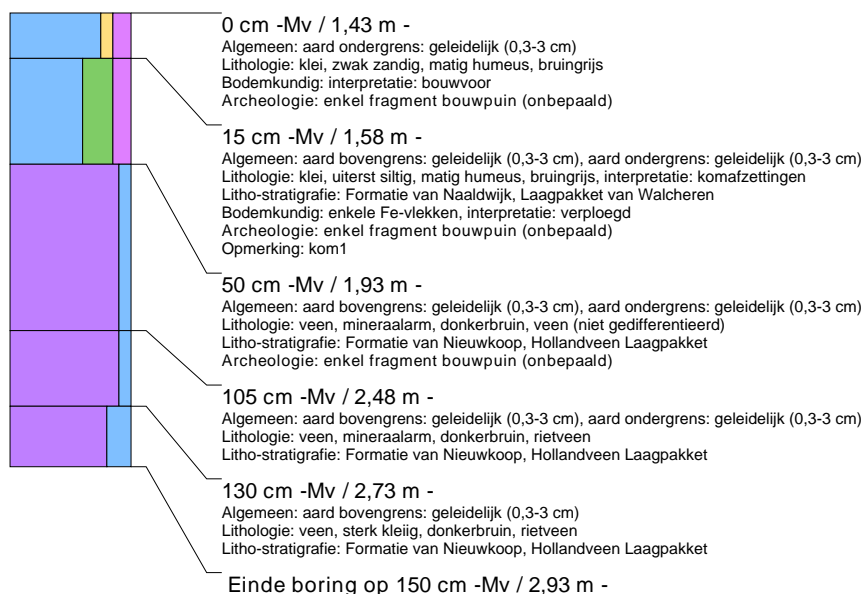 0 cm -Mv / 1,43 m -
Algemeen: aard ondergrens: geleidelijk (0,3-3 cm)
Lithologie: klei, zwak zandig, matig humeus, bruingrijs
Bodemkundig: interpretatie: bouwvoor
Archeologie: enkel fragment bouwpuin (onbepaald)
15 cm -Mv / 1,58 m -
Algemeen: aard bovengrens: geleidelijk (0,3-3 cm), aard ondergrens: geleidelijk (0,3-3 cm)
Lithologie: klei, uiterst siltig, matig humeus, bruingrijs, interpretatie: komafzettingen
Litho-stratigrafie: Formatie van Naaldwijk, Laagpakket van Walcheren
Bodemkundig: enkele Fe-vlekken, interpretatie: verploegd
Archeologie: enkel fragment bouwpuin (onbepaald)
Opmerking: kom1
50 cm -Mv / 1,93 m -
Algemeen: aard bovengrens: geleidelijk (0,3-3 cm), aard ondergrens: geleidelijk (0,3-3 cm)
Lithologie: veen, mineraalarm, donkerbruin, veen (niet gedifferentieerd)
Litho-stratigrafie: Formatie van Nieuwkoop, Hollandveen Laagpakket
Archeologie: enkel fragment bouwpuin (onbepaald)
105 cm -Mv / 2,48 m -
Algemeen: aard bovengrens: geleidelijk (0,3-3 cm), aard ondergrens: geleidelijk (0,3-3 cm)
Lithologie: veen, mineraalarm, donkerbruin, rietveen
Litho-stratigrafie: Formatie van Nieuwkoop, Hollandveen Laagpakket
130 cm -Mv / 2,73 m -
Algemeen: aard bovengrens: geleidelijk (0,3-3 cm)
Lithologie: veen, sterk kleiig, donkerbruin, rietveen
Litho-stratigrafie: Formatie van Nieuwkoop, Hollandveen Laagpakket
Einde boring op 150 cm -Mv / 2,93 m -